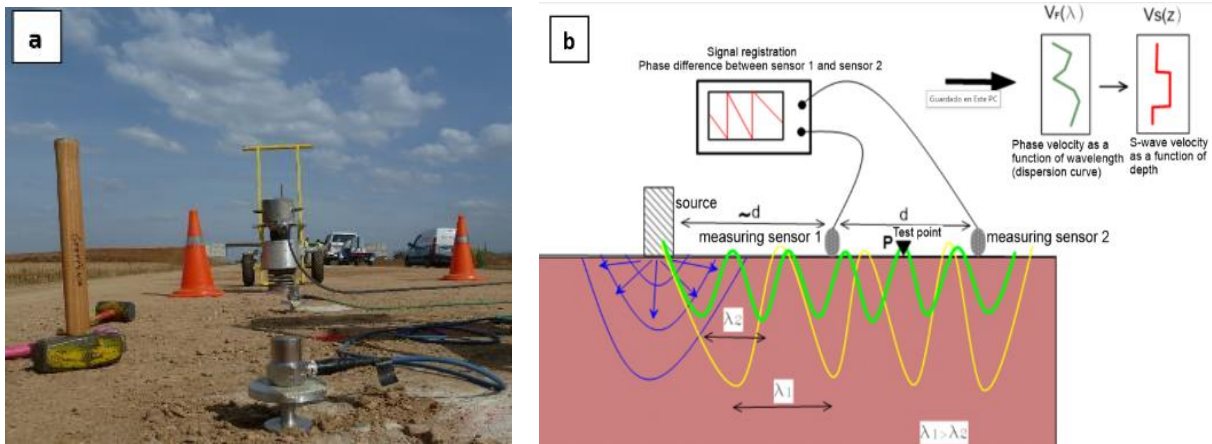 a
b
Signal registration
Phase difference between sensor 1 and sensor 2
Guardado en Este PC
VF(λ)
VS(z)
Phase velocity as a
function of wavelength
(dispersion curve)
S-wave velocity
as a function of
depth
source
~d
d
measuring sensor 1
Test point
P
measuring sensor 2
λ2
λ1
λ1>λ2